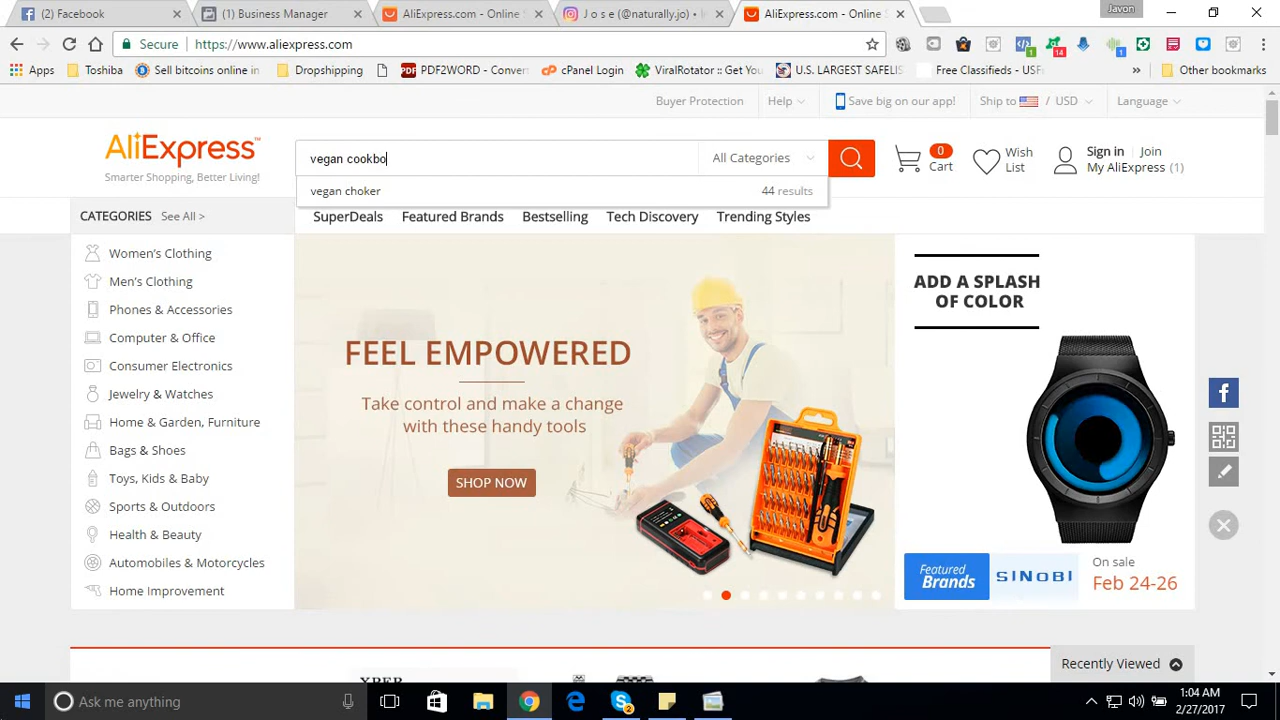 (2) Facebook
(1) Business Manager
AliExpress.com - Online S
J o s e (@naturally.jo) • I
AliExpress.com - Online S
Javon
Secure
https://www.aliexpress.com
1
14
1
Apps
Toshiba
Sell bitcoins online in
Dropshipping
PDF2WORD - Convert
cPanel Login
ViralRotator :: Get You
U.S. LARGEST SAFELIS
Free Classifieds - USF
»
Other bookmarks
Buyer Protection
Help
Save big on our app!
Ship to / USD
Language
AliExpress™
Smarter Shopping, Better Living!
vegan cookbo
All Categories
0
Cart
Wish
List
Sign in
Join
My AliExpress (1)
vegan choker
44 results
CATEGORIES
See All >
SuperDeals
Featured Brands
Bestselling
Tech Discovery
Trending Styles
Women's Clothing
Men's Clothing
Phones & Accessories
Computer & Office
Consumer Electronics
Jewelry & Watches
Home & Garden, Furniture
Bags & Shoes
Toys, Kids & Baby
Sports & Outdoors
Health & Beauty
Automobiles & Motorcycles
Home Improvement
FEEL EMPOWERED
Take control and make a change
with these handy tools
SHOP NOW
ADD A SPLASH
OF COLOR
Featured
Brands
SINOBI
On sale
Feb 24-26
Recently Viewed
Ask me anything
2
1:04 AM
2/27/2017